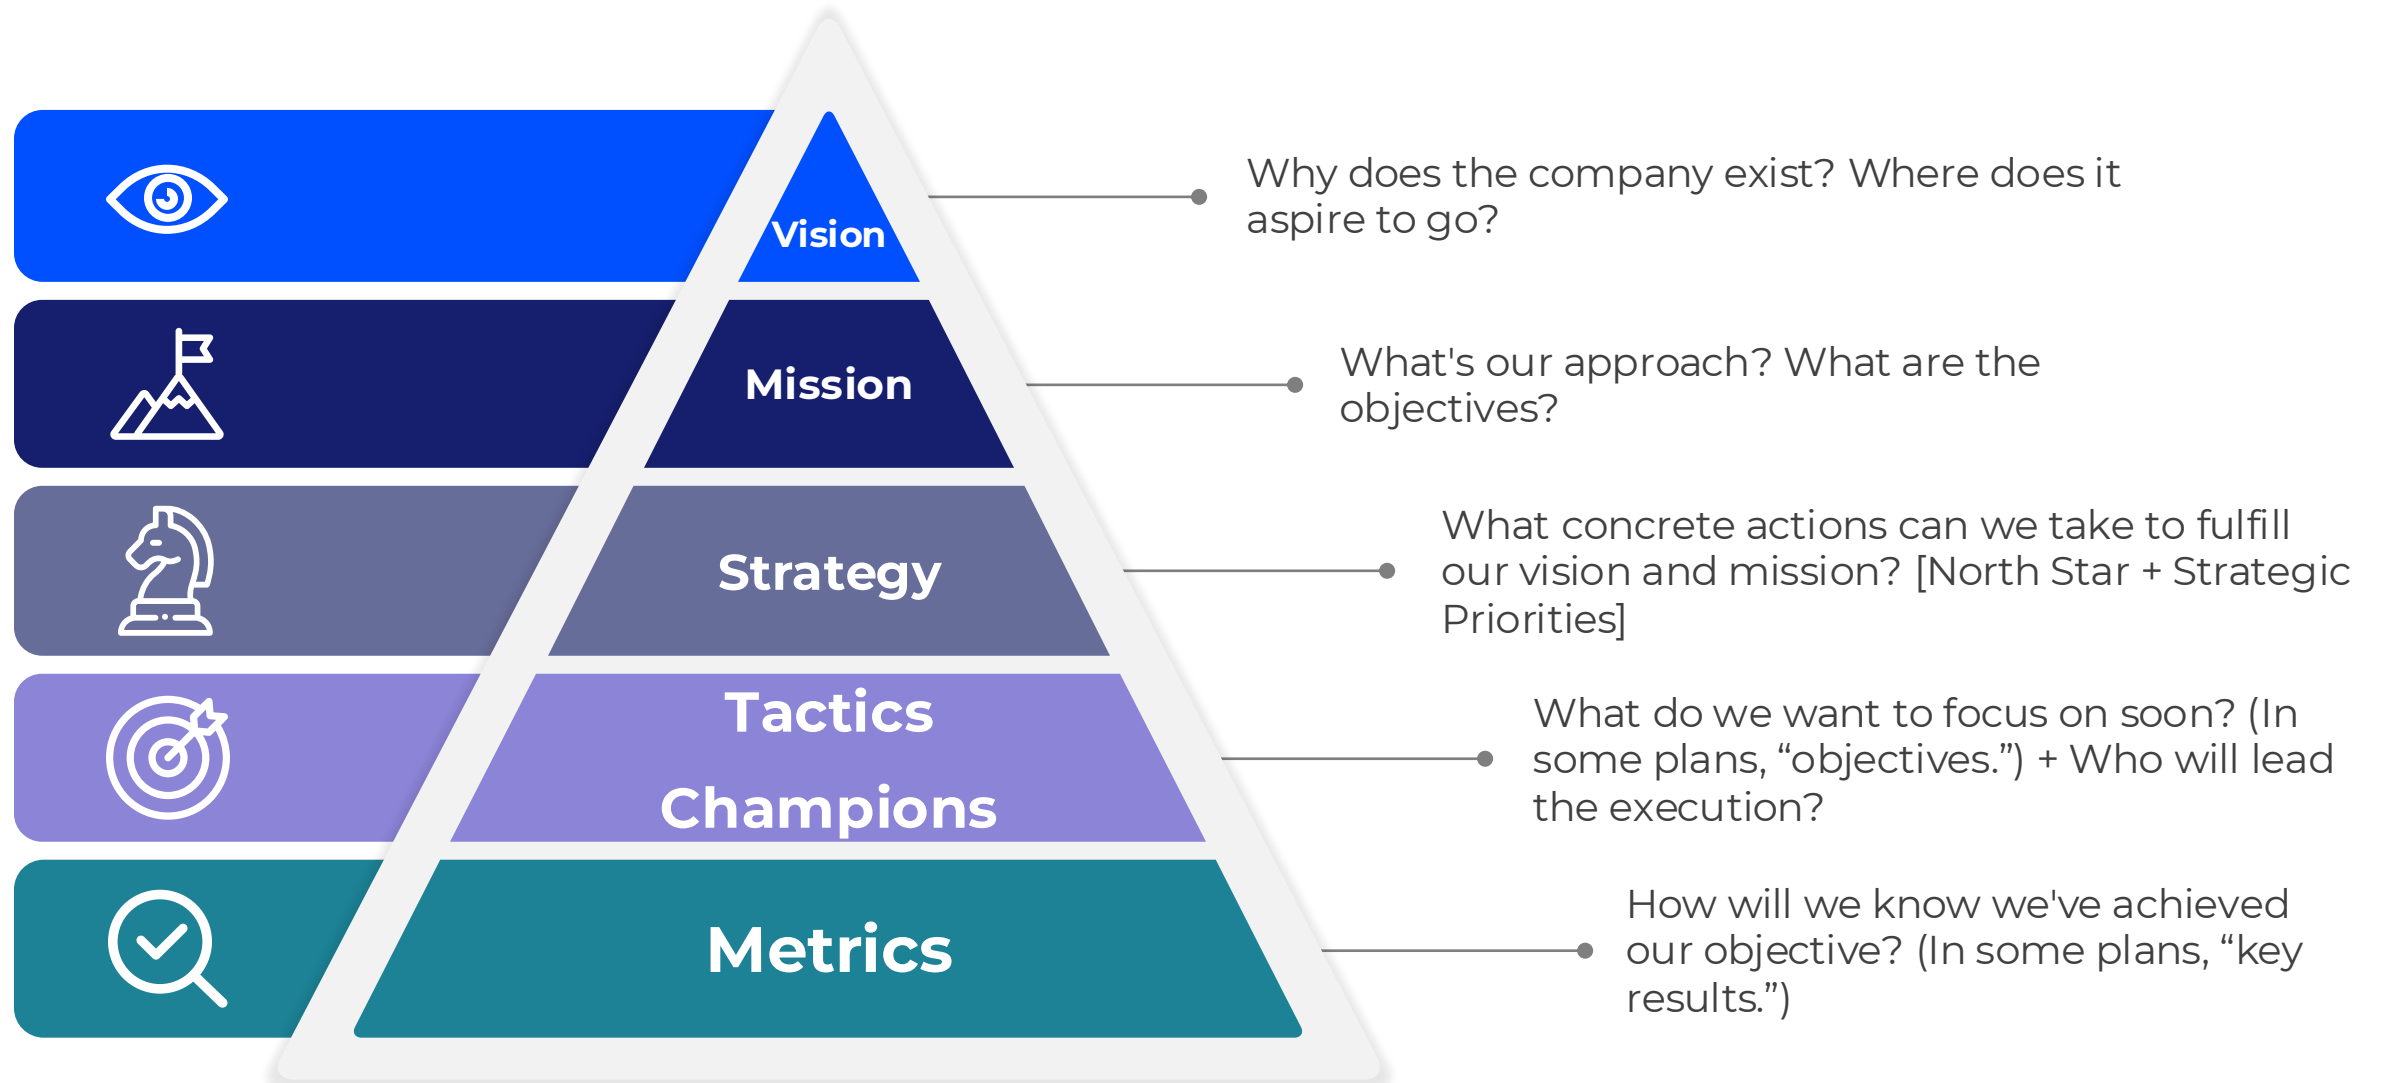 Vision
Why does the company exist? Where does it
aspire to go?
Mission
What's our approach? What are the
objectives?
Strategy
What concrete actions can we take to fulfill
our vision and mission? [North Star + Strategic
Priorities]
Tactics
Champions
What do we want to focus on soon? (In
some plans, “objectives.”) + Who will lead
the execution?
Metrics
How will we know we've achieved
our objective? (In some plans, “key
results.”)